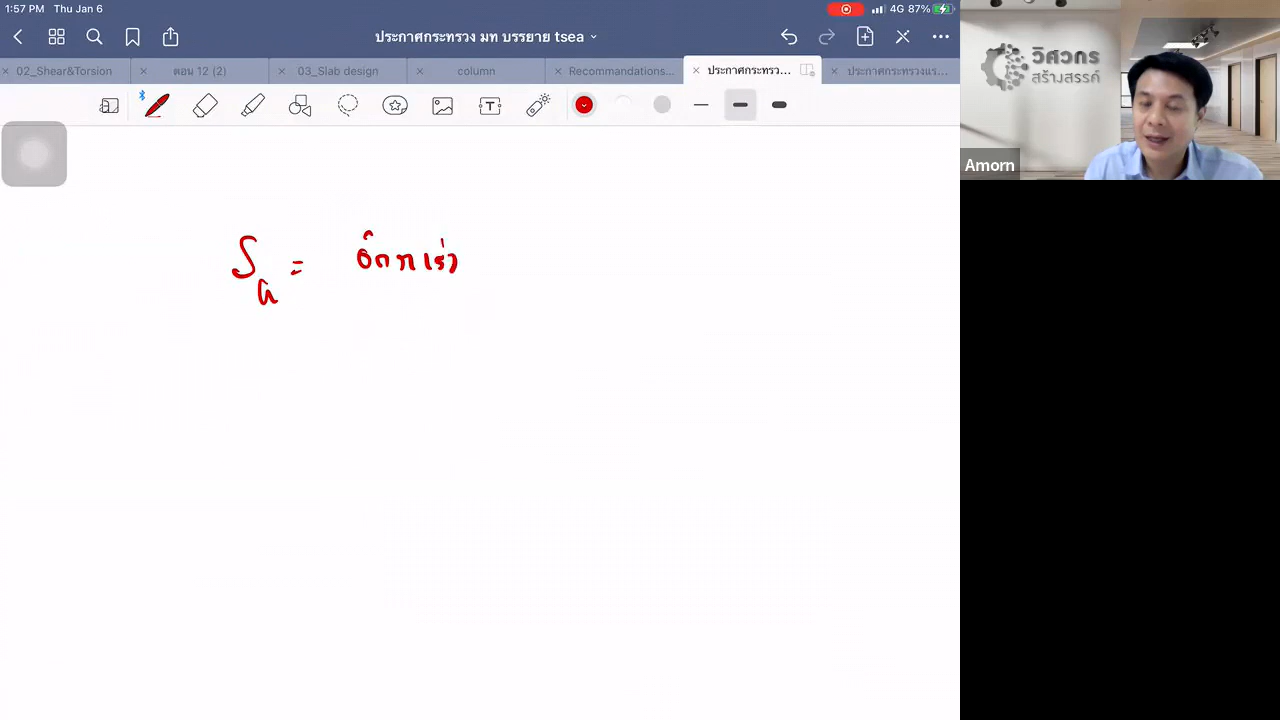 1:57 PM Thu Jan 6
4G 87%
ประกาศกระทรวง มท บรรยาย tsea
02_Shear&Torsion
ตอน 12 (2)
03_Slab design
column
Recommandations...
ประกาศกระทรว...
ประกาศกระทรวงแร...
วิศวกร
สร้างสรรค์
Amorn
Sa = อัตราเร่ง